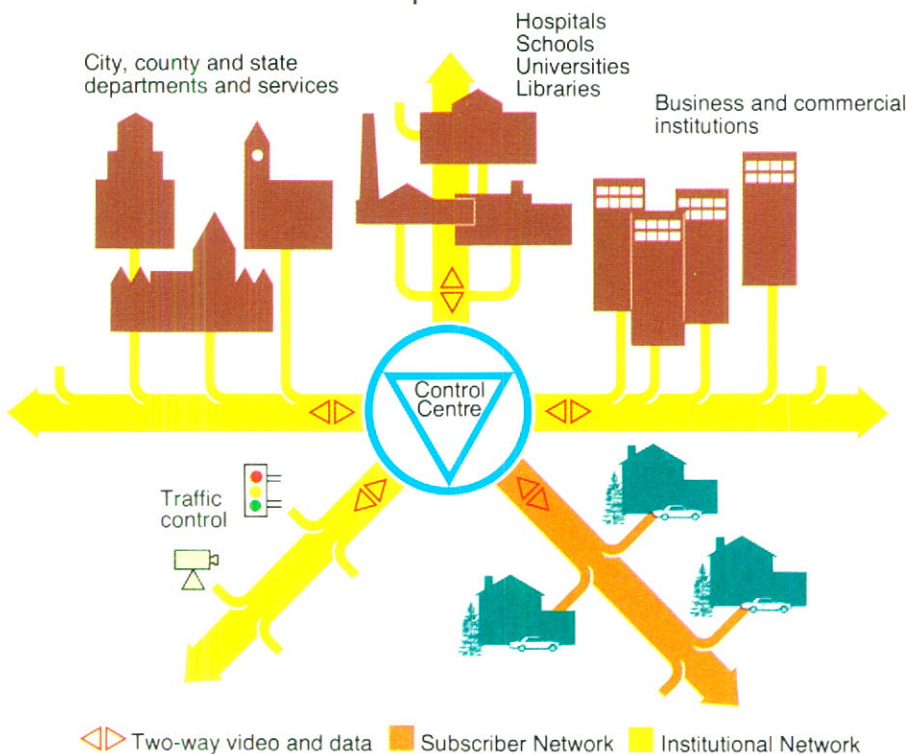 City, county and state
departments and services
Hospitals
Schools
Universities
Libraries
Business and commercial
institutions
Control
Centre
Traffic
control
Two-way video and data
Subscriber Network
Institutional Network